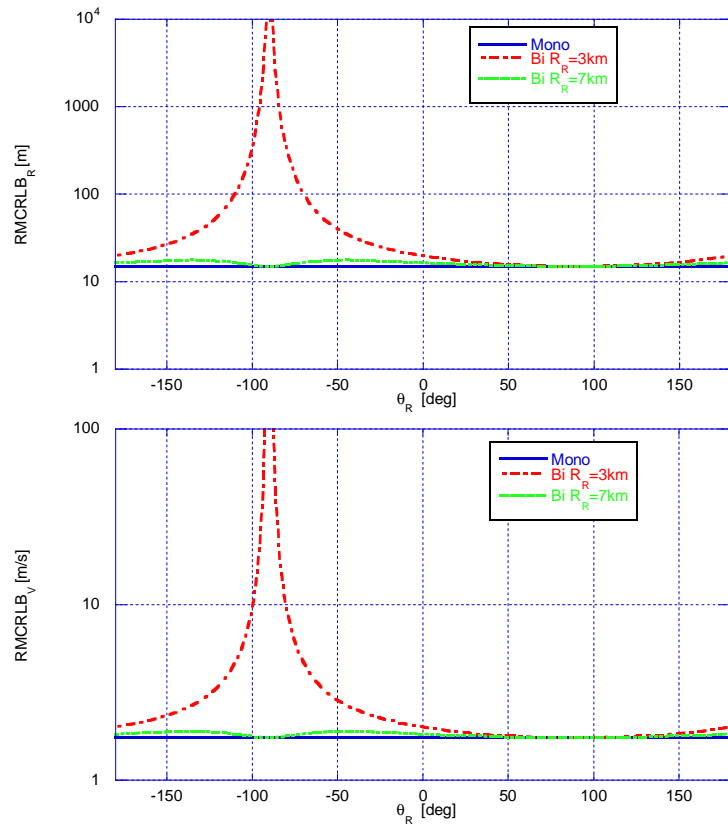 10^4
1000
100
10
1
RMCRLB_R [m]
Mono
Bi R_R=3km
Bi R_R=7km
-150 -100 -50 0 50 100 150
θ_R [deg]
100
10
1
RMCRLB_V [m/s]
Mono
Bi R_R=3km
Bi R_R=7km
-150 -100 -50 0 50 100 150
θ_R [deg]